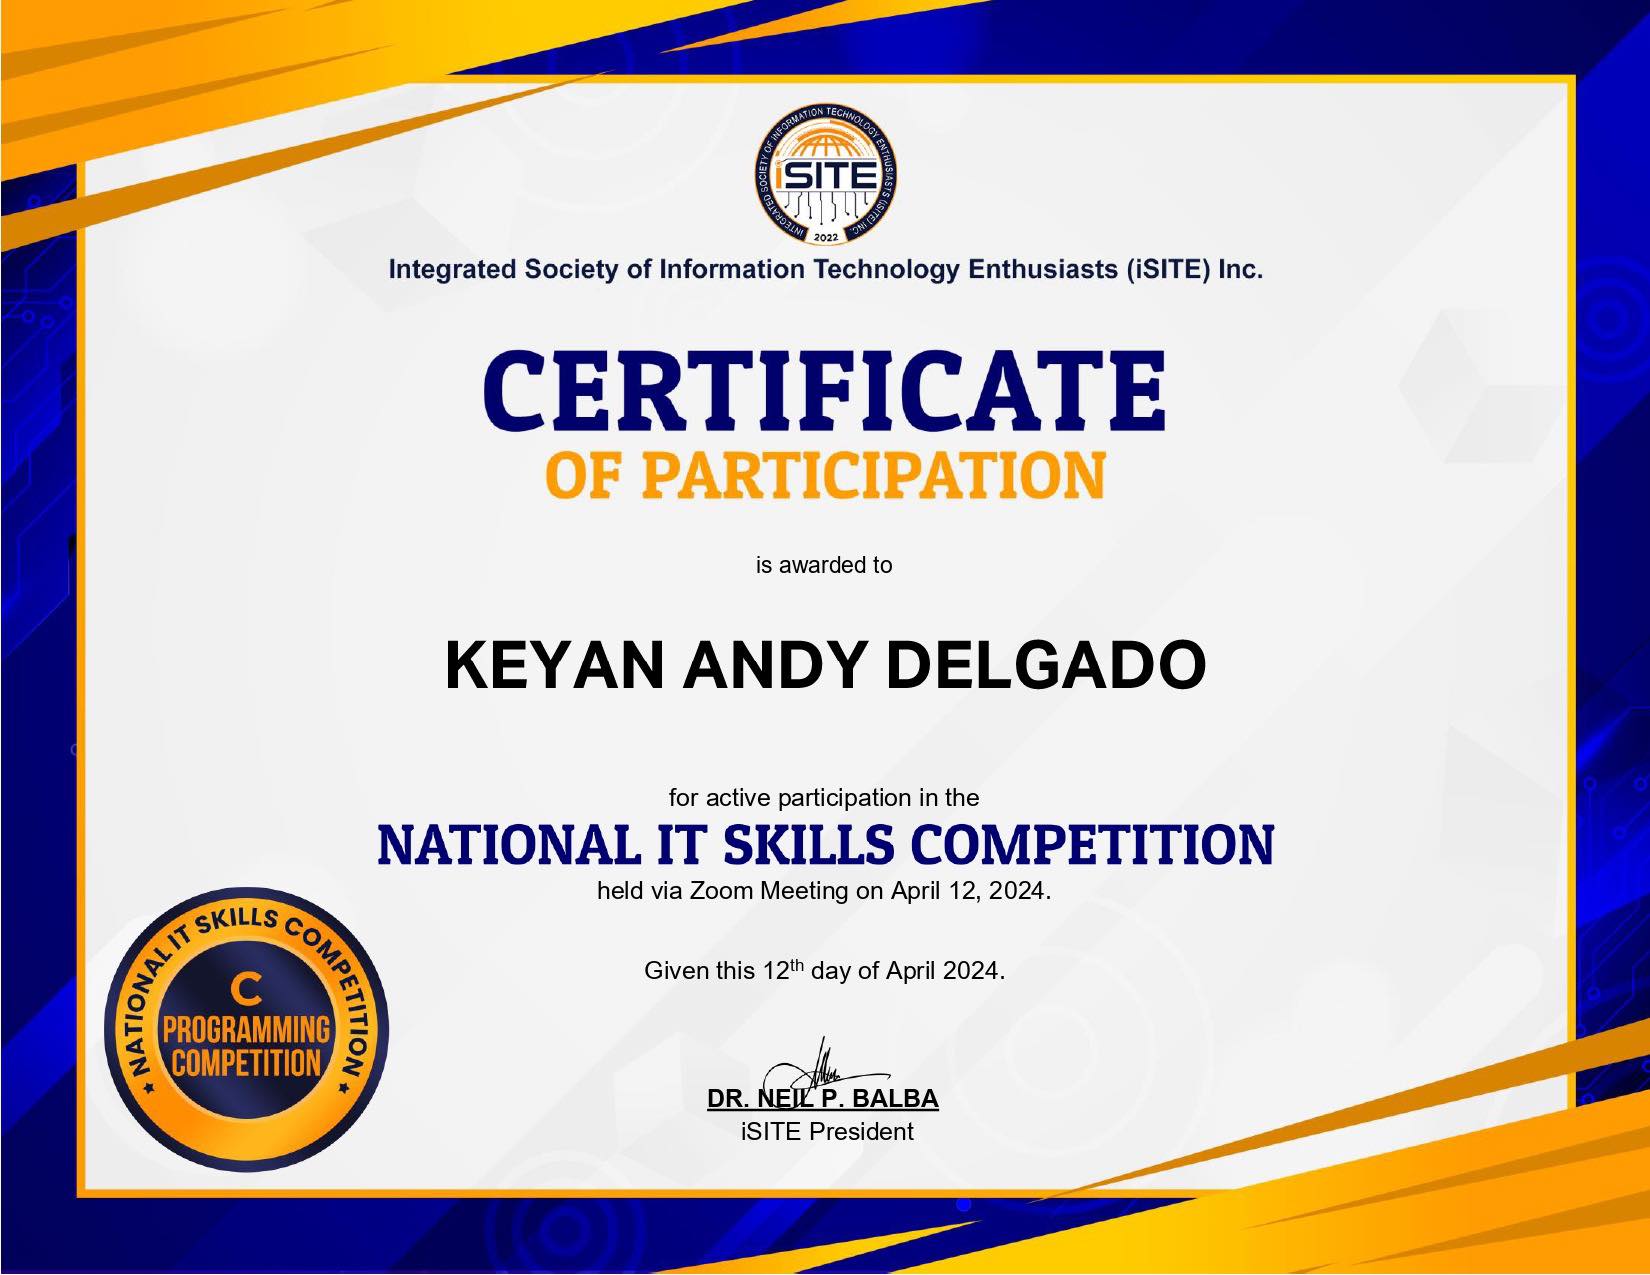 INTEGRATED SOCIETY OF INFORMATION TECHNOLOGY ENTHUSIASTS (iSITE) INC.
iSITE
2022
Integrated Society of Information Technology Enthusiasts (iSITE) Inc.
CERTIFICATE
OF PARTICIPATION
is awarded to
KEYAN ANDY DELGADO
for active participation in the
NATIONAL IT SKILLS COMPETITION
held via Zoom Meeting on April 12, 2024.
Given this 12th day of April 2024.
NATIONAL IT SKILLS COMPETITION
C
PROGRAMMING
COMPETITION
DR. NEIL P. BALBA
iSITE President